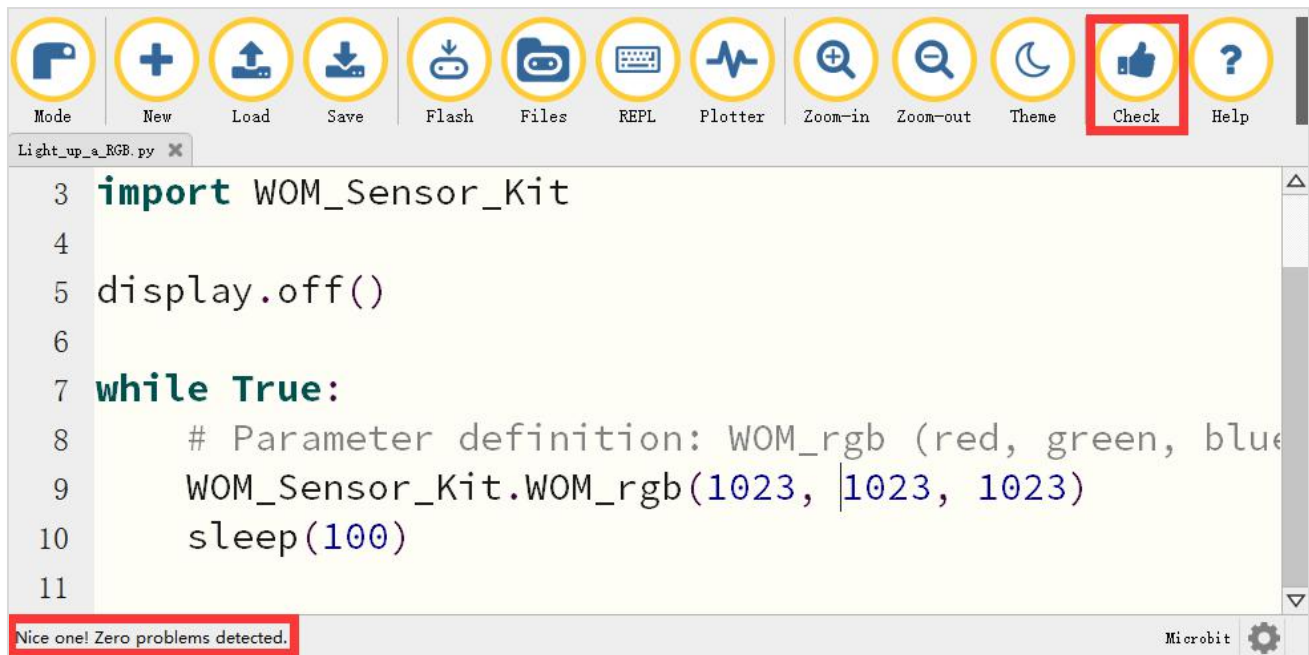 Mode New Load Save Flash Files REPL Plotter Zoom-in Zoom-out Theme Check Help
Light_up_a_RGB.py
3 import WOM_Sensor_Kit
4
5 display.off()
6
7 while True:
8 # Parameter definition: WOM_rgb (red, green, blue
9 WOM_Sensor_Kit.WOM_rgb(1023, 1023, 1023)
10 sleep(100)
11
Nice one! Zero problems detected. Microbit